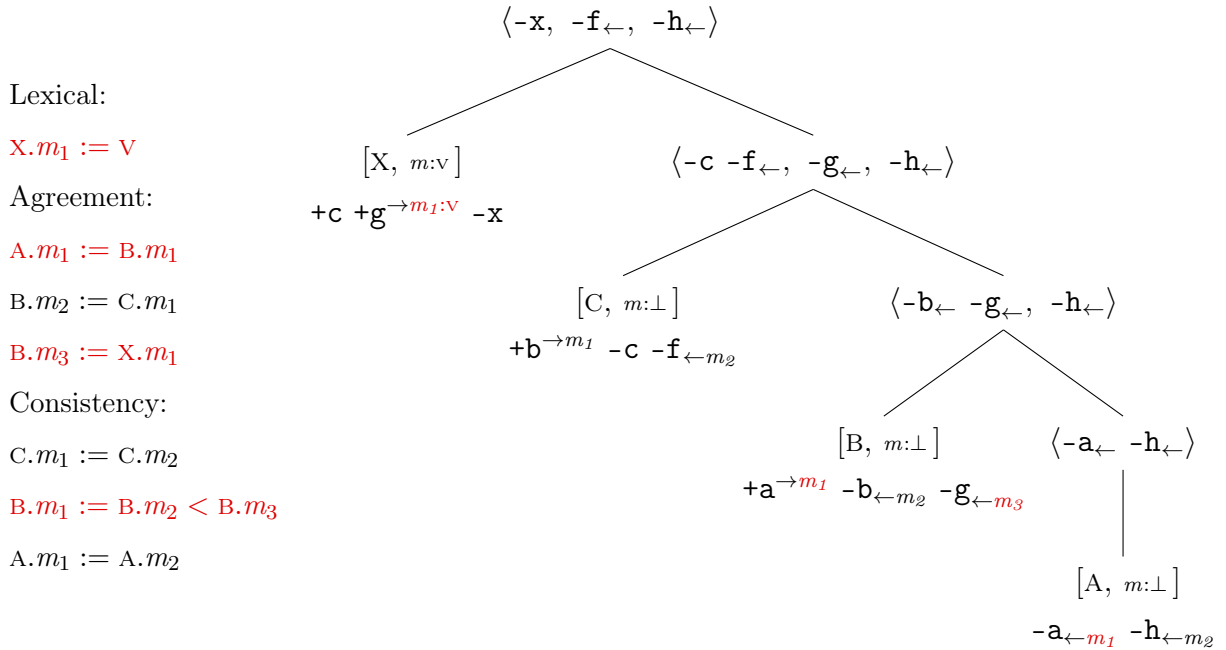 ⟨-x, -f←, -h←⟩
Lexical:
X.m₁ := V
[X, m:V]
⟨-c -f←, -g←, -h←⟩
Agreement:
+c +g→m₁:V -x
A.m₁ := B.m₁
B.m₂ := C.m₁
[C, m:⊥]
⟨-b← -g←, -h←⟩
B.m₃ := X.m₁
+b→m₁ -c -f←m₂
Consistency:
C.m₁ := C.m₂
[B, m:⊥]
⟨-a← -h←⟩
B.m₁ := B.m₂ < B.m₃
+a→m₁ -b←m₂ -g←m₃
A.m₁ := A.m₂
[A, m:⊥]
-a←m₁ -h←m₂